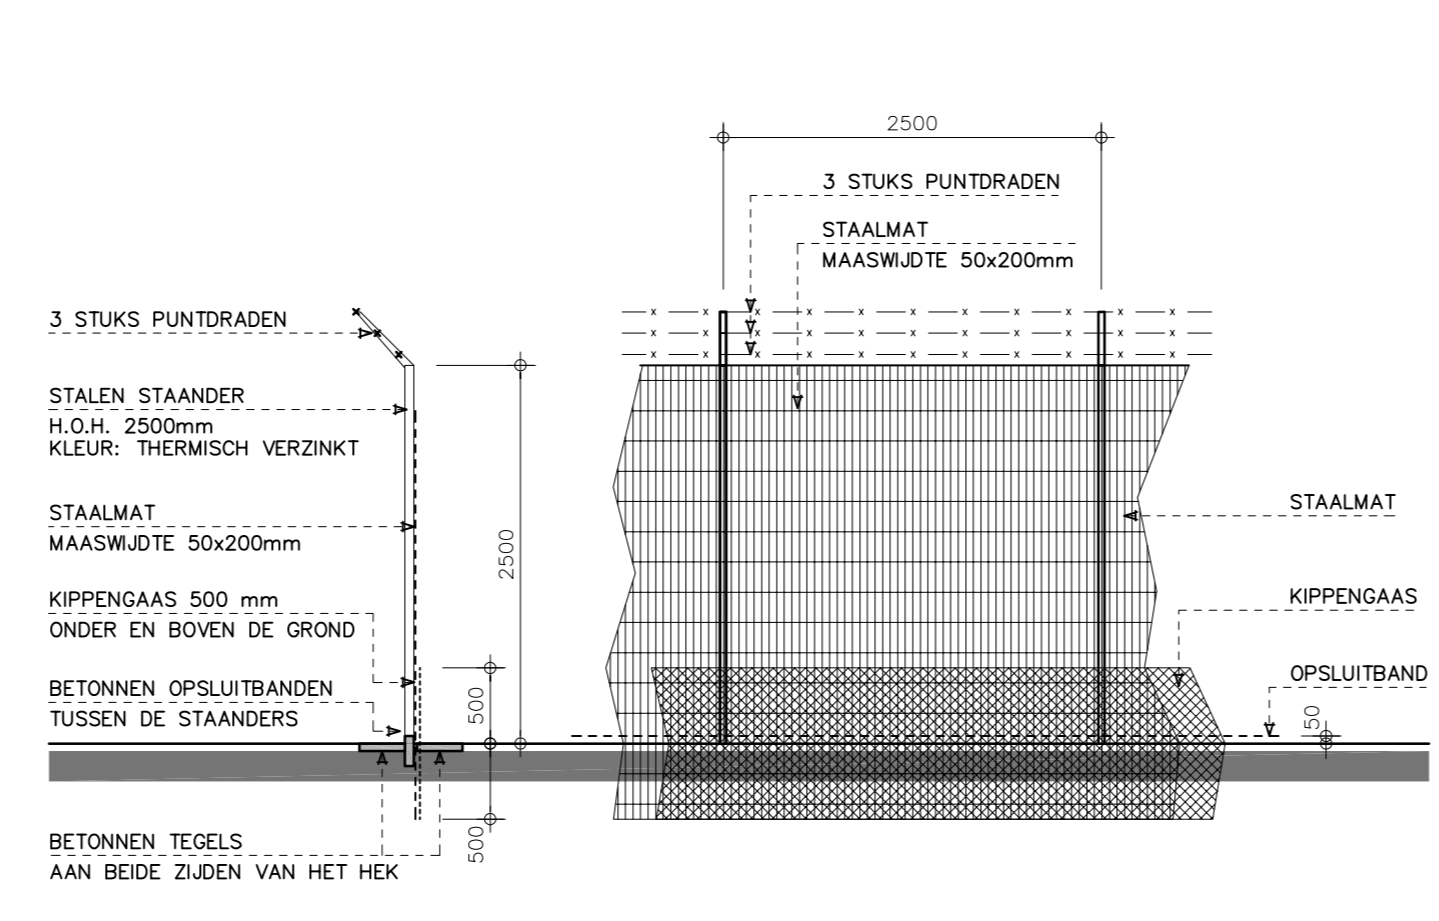 3 STUKS PUNTDRADEN
STALEN STAANDER
H.O.H. 2500mm
KLEUR: THERMISCH VERZINKT
STAALMAT
MAASWIJDTE 50x200mm
KIPPENGAAS 500 mm
ONDER EN BOVEN DE GROND
BETONNEN OPSLUITBANDEN
TUSSEN DE STAANDERS
BETONNEN TEGELS
AAN BEIDE ZIJDEN VAN HET HEK
2500
500
500
2500
3 STUKS PUNTDRADEN
STAALMAT
MAASWIJDTE 50x200mm
STAALMAT
KIPPENGAAS
OPSLUITBAND
50